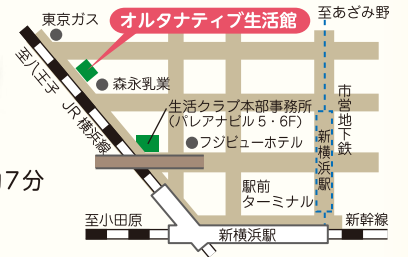 東京ガス
オルタナティブ生活館
至あざみ野
至八王子
森永乳業
JR横浜線
生活クラブ本部事務所
(パレアナビル5・6F)
市営地下鉄
フジビューホテル
新横浜駅
7分
駅前
ターミナル
至小田原
新幹線
新横浜駅